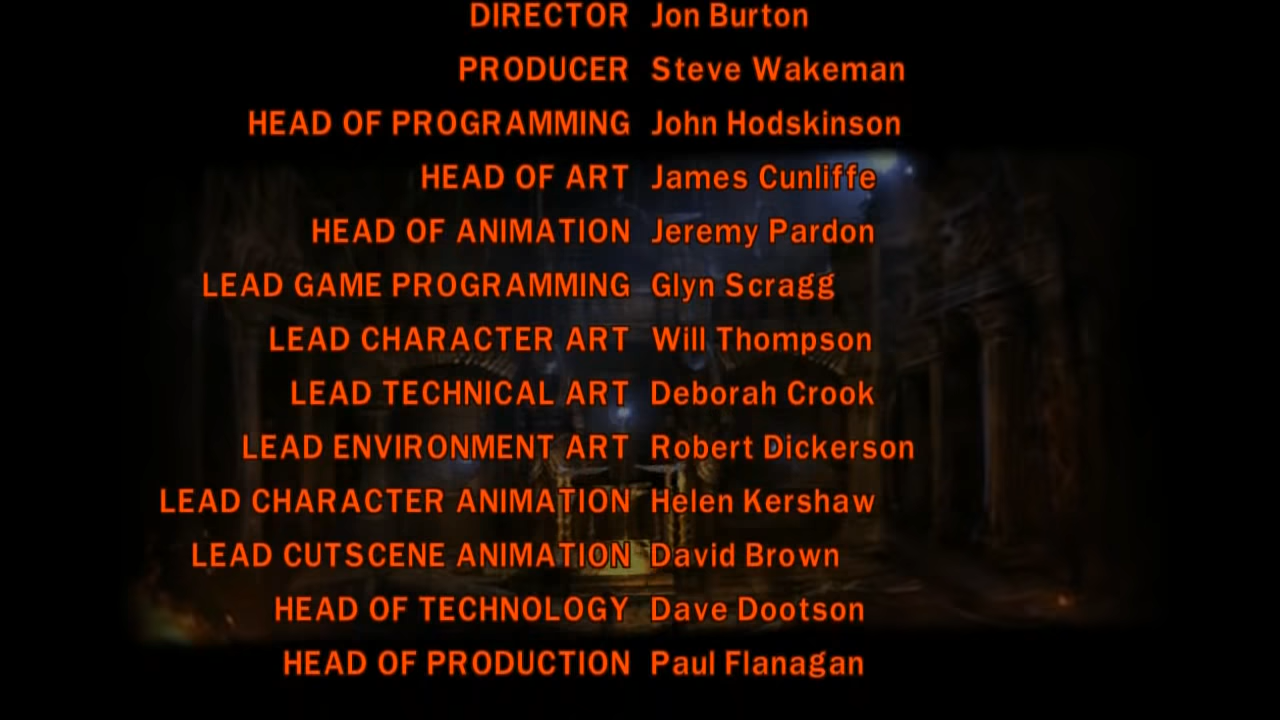 DIRECTOR Jon Burton
PRODUCER Steve Wakeman
HEAD OF PROGRAMMING John Hodskinson
HEAD OF ART James Cunliffe
HEAD OF ANIMATION Jeremy Pardon
LEAD GAME PROGRAMMING Glyn Scragg
LEAD CHARACTER ART Will Thompson
LEAD TECHNICAL ART Deborah Crook
LEAD ENVIRONMENT ART Robert Dickerson
LEAD CHARACTER ANIMATION Helen Kershaw
LEAD CUTSCENE ANIMATION David Brown
HEAD OF TECHNOLOGY Dave Dootson
HEAD OF PRODUCTION Paul Flanagan